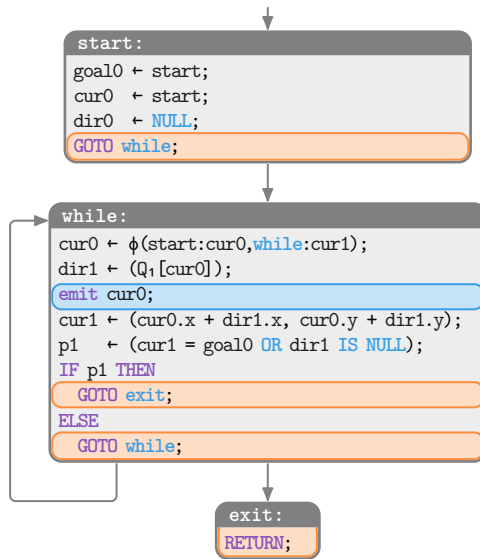 start:
goal0 ← start;
cur0 ← start;
dir0 ← NULL;
GOTO while;
while:
cur0 ← ϕ(start:cur0,while:cur1);
dir1 ← (Q₁[cur0]);
emit cur0;
cur1 ← (cur0.x + dir1.x, cur0.y + dir1.y);
p1 ← (cur1 = goal0 OR dir1 IS NULL);
IF p1 THEN
GOTO exit;
ELSE
GOTO while;
exit:
RETURN;